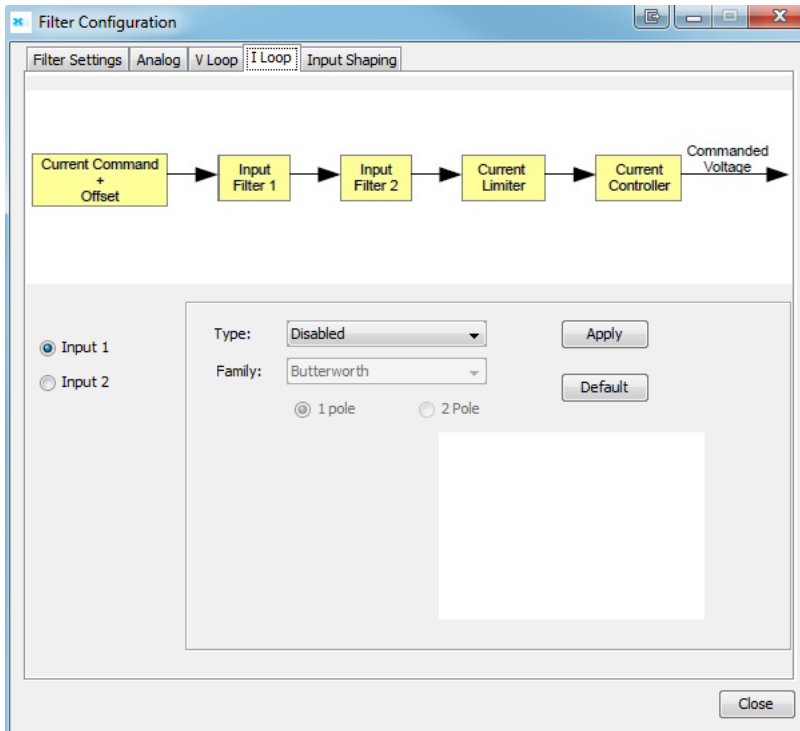 Filter Configuration
Filter Settings Analog V Loop I Loop Input Shaping
Current Command
+
Offset
Input
Filter 1
Input
Filter 2
Current
Limiter
Current
Controller
Commanded
Voltage
Input 1
Input 2
Type: Disabled
Family: Butterworth
1 pole 2 Pole
Apply
Default
Close